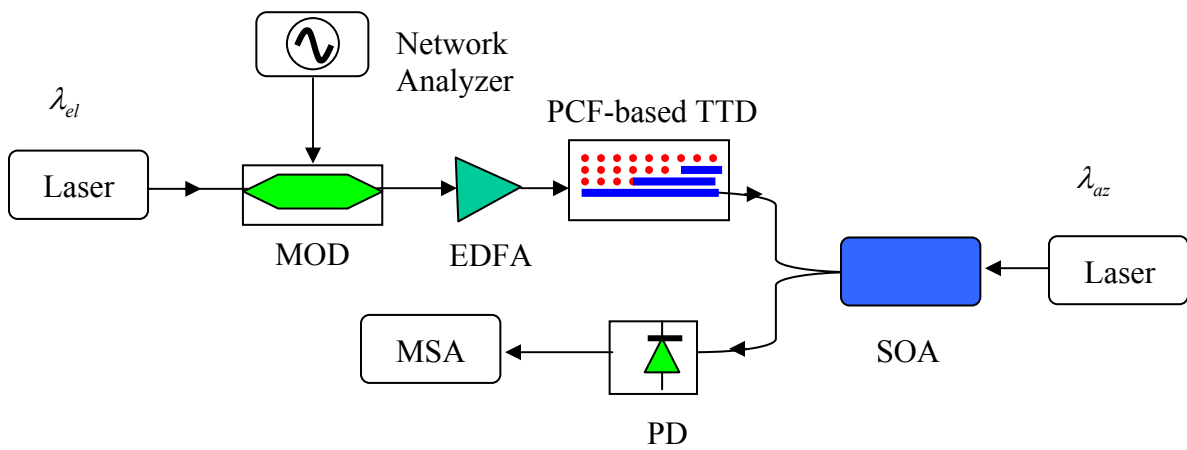 Network
Analyzer
λel
PCF-based TTD
Laser
λaz
MOD
EDFA
Laser
MSA
SOA
PD